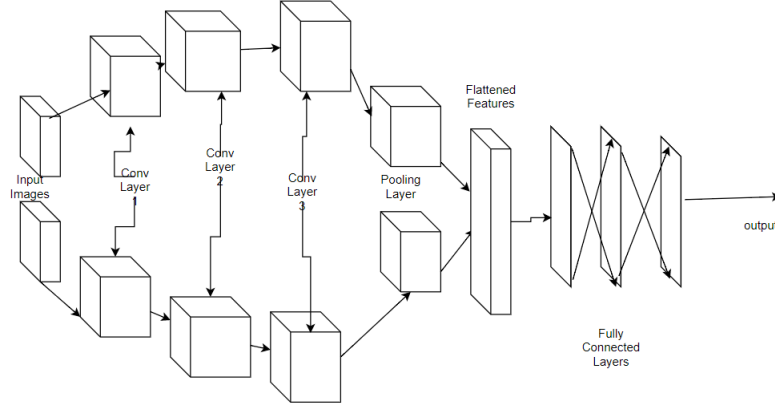 Input
Images
Conv
Layer
1
Conv
Layer
2
Conv
Layer
3
Pooling
Layer
Flattened
Features
Fully
Connected
Layers
output